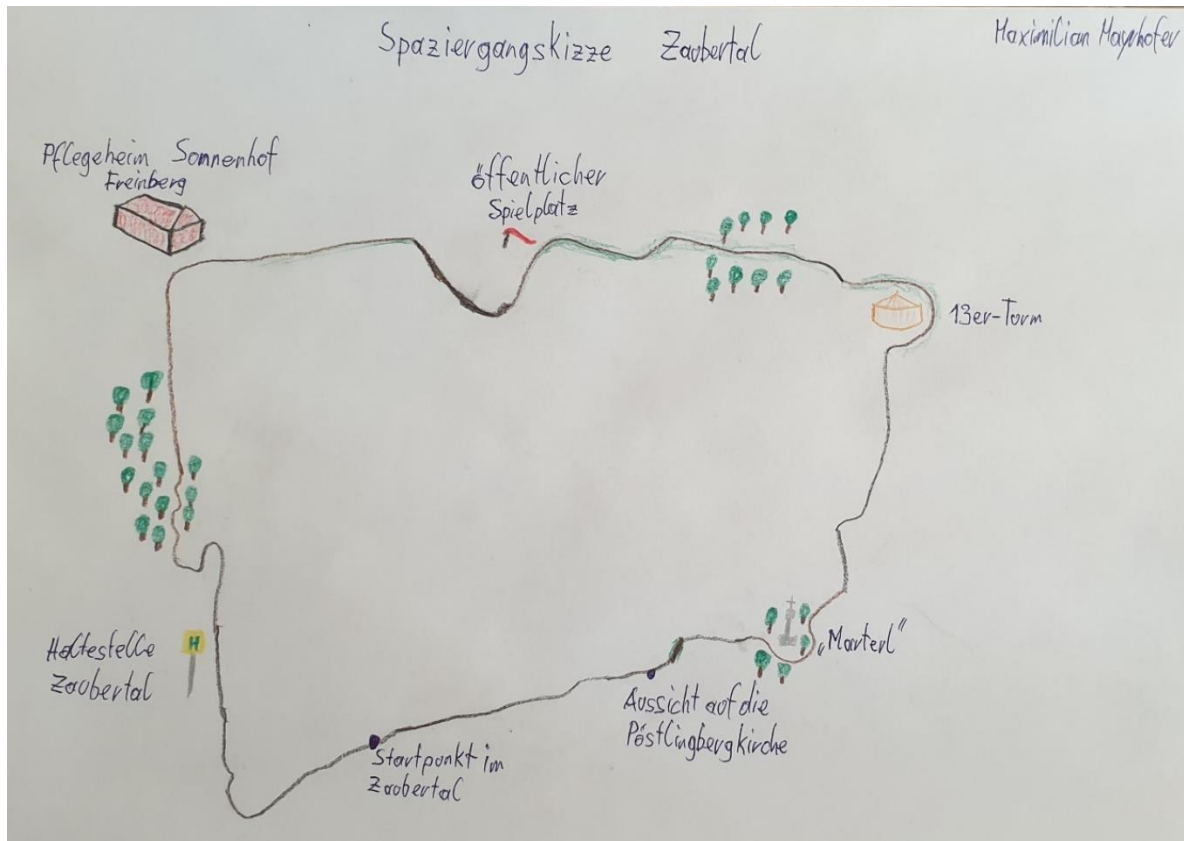 Spaziergangskizze Zaubertal
Maximilian Mayrhofer
Pflegeheim Sonnenhof
Freinberg
öffentlicher
Spielplatz
13er-Turm
„Marterl"
Aussicht auf die
Pöstlingbergkirche
Startpunkt im
Zaubertal
H
Haltestelle
Zaubertal